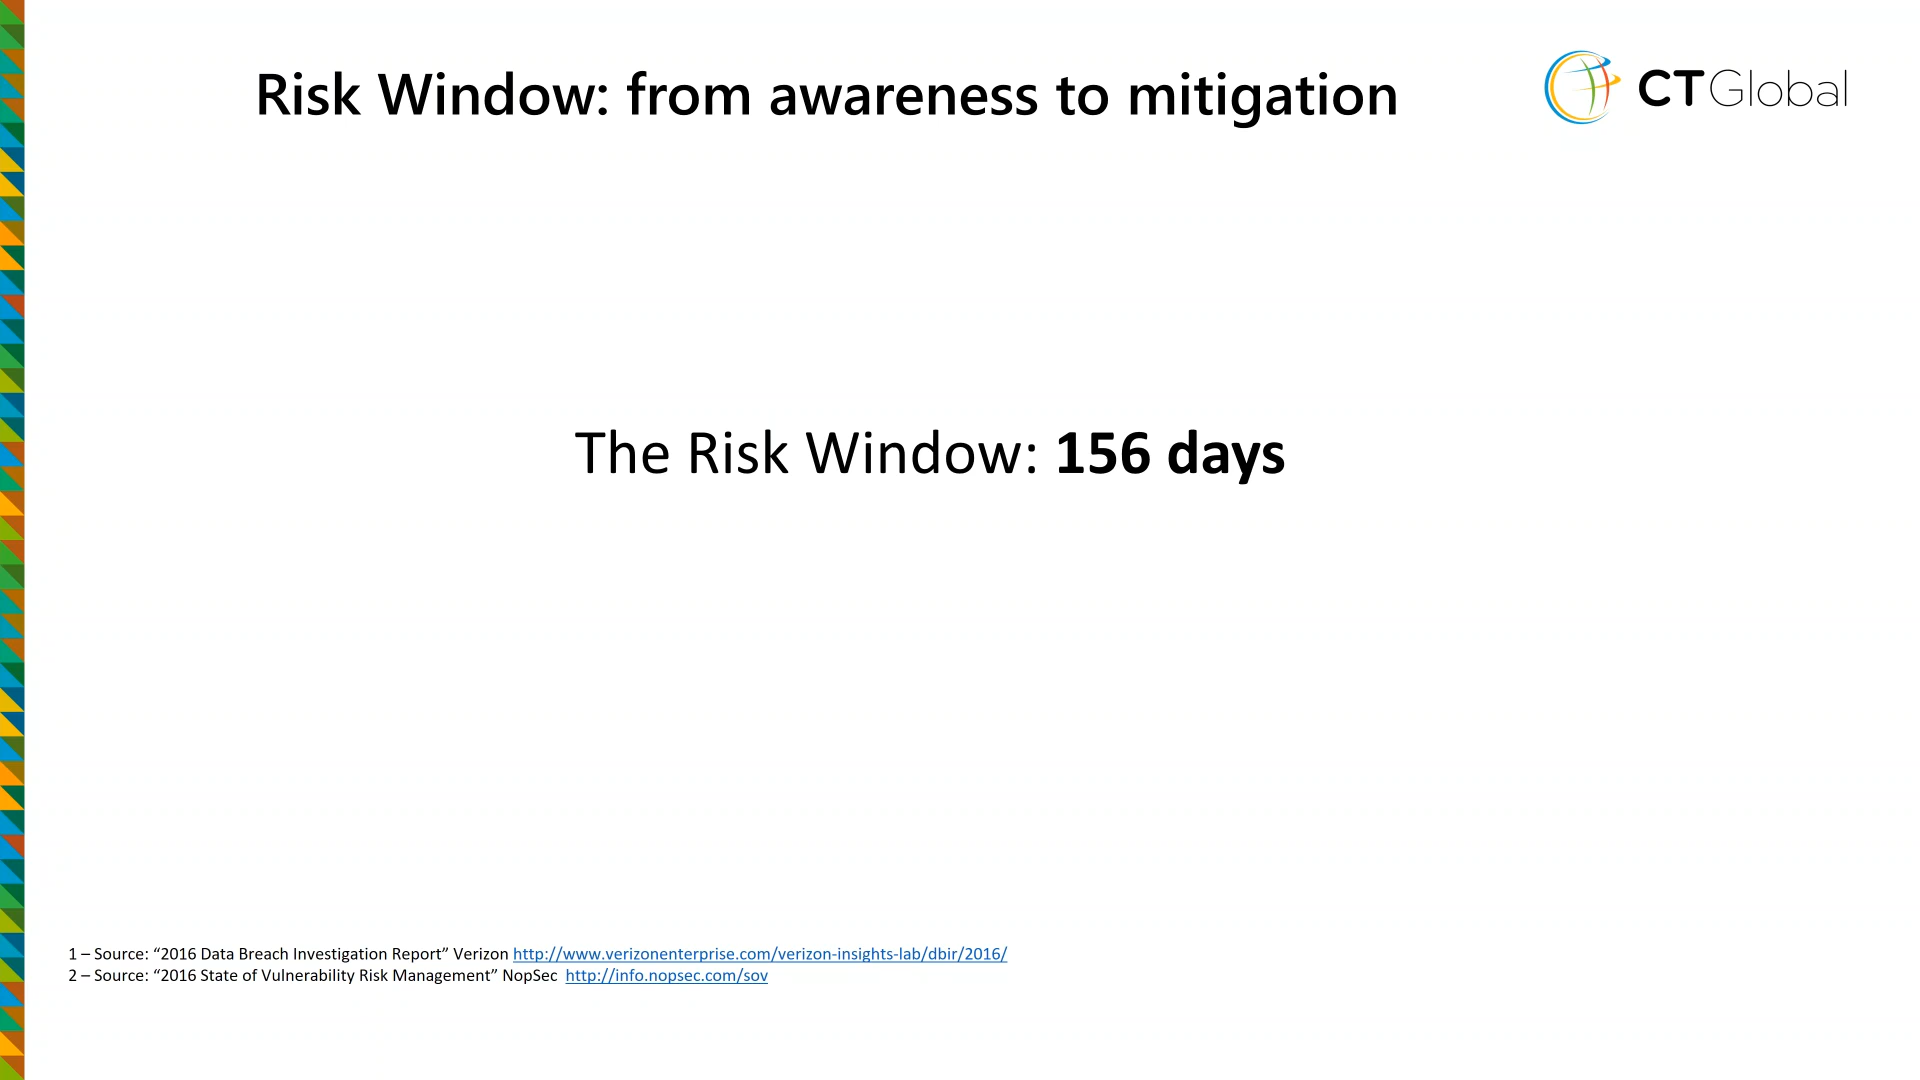 Risk Window: from awareness to mitigation
CTGlobal
The Risk Window: 156 days
1 – Source: “2016 Data Breach Investigation Report” Verizon http://www.verizonenterprise.com/verizon-insights-lab/dbir/2016/
2 – Source: “2016 State of Vulnerability Risk Management” NopSec http://info.nopsec.com/sov